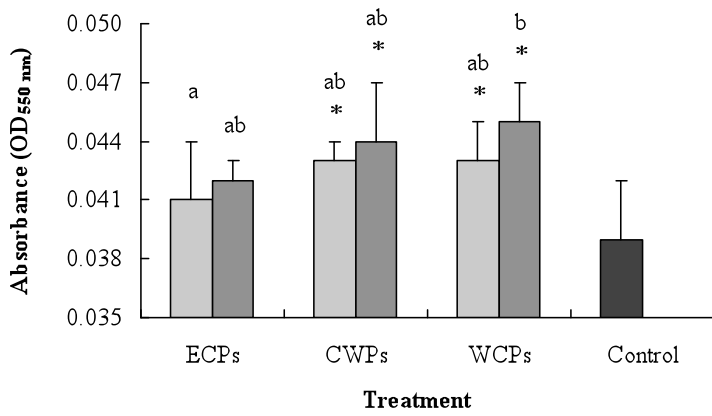 0.050
0.047
0.044
0.041
0.038
0.035
Absorbance (OD550 nm)
a
ab
ab
*
ab
*
ab
*
b
*
ECPs
CWPs
WCPs
Control
Treatment